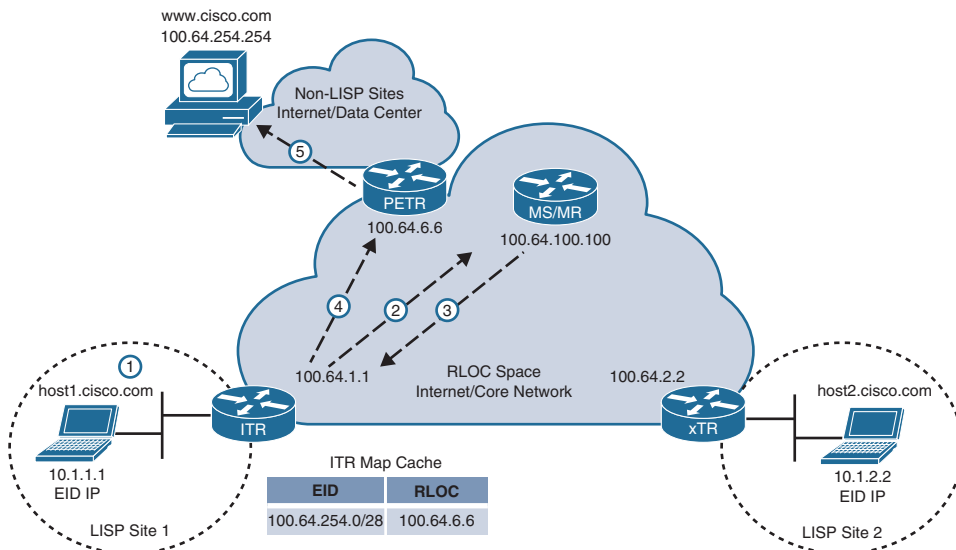 www.cisco.com
100.64.254.254
Non-LISP Sites
Internet/Data Center
5
PETR
100.64.6.6
MS/MR
100.64.100.100
4
2
3
1
host1.cisco.com
10.1.1.1
EID IP
LISP Site 1
ITR
100.64.1.1
RLOC Space
Internet/Core Network
100.64.2.2
xTR
host2.cisco.com
10.1.2.2
EID IP
LISP Site 2
ITR Map Cache
EID RLOC
100.64.254.0/28 100.64.6.6